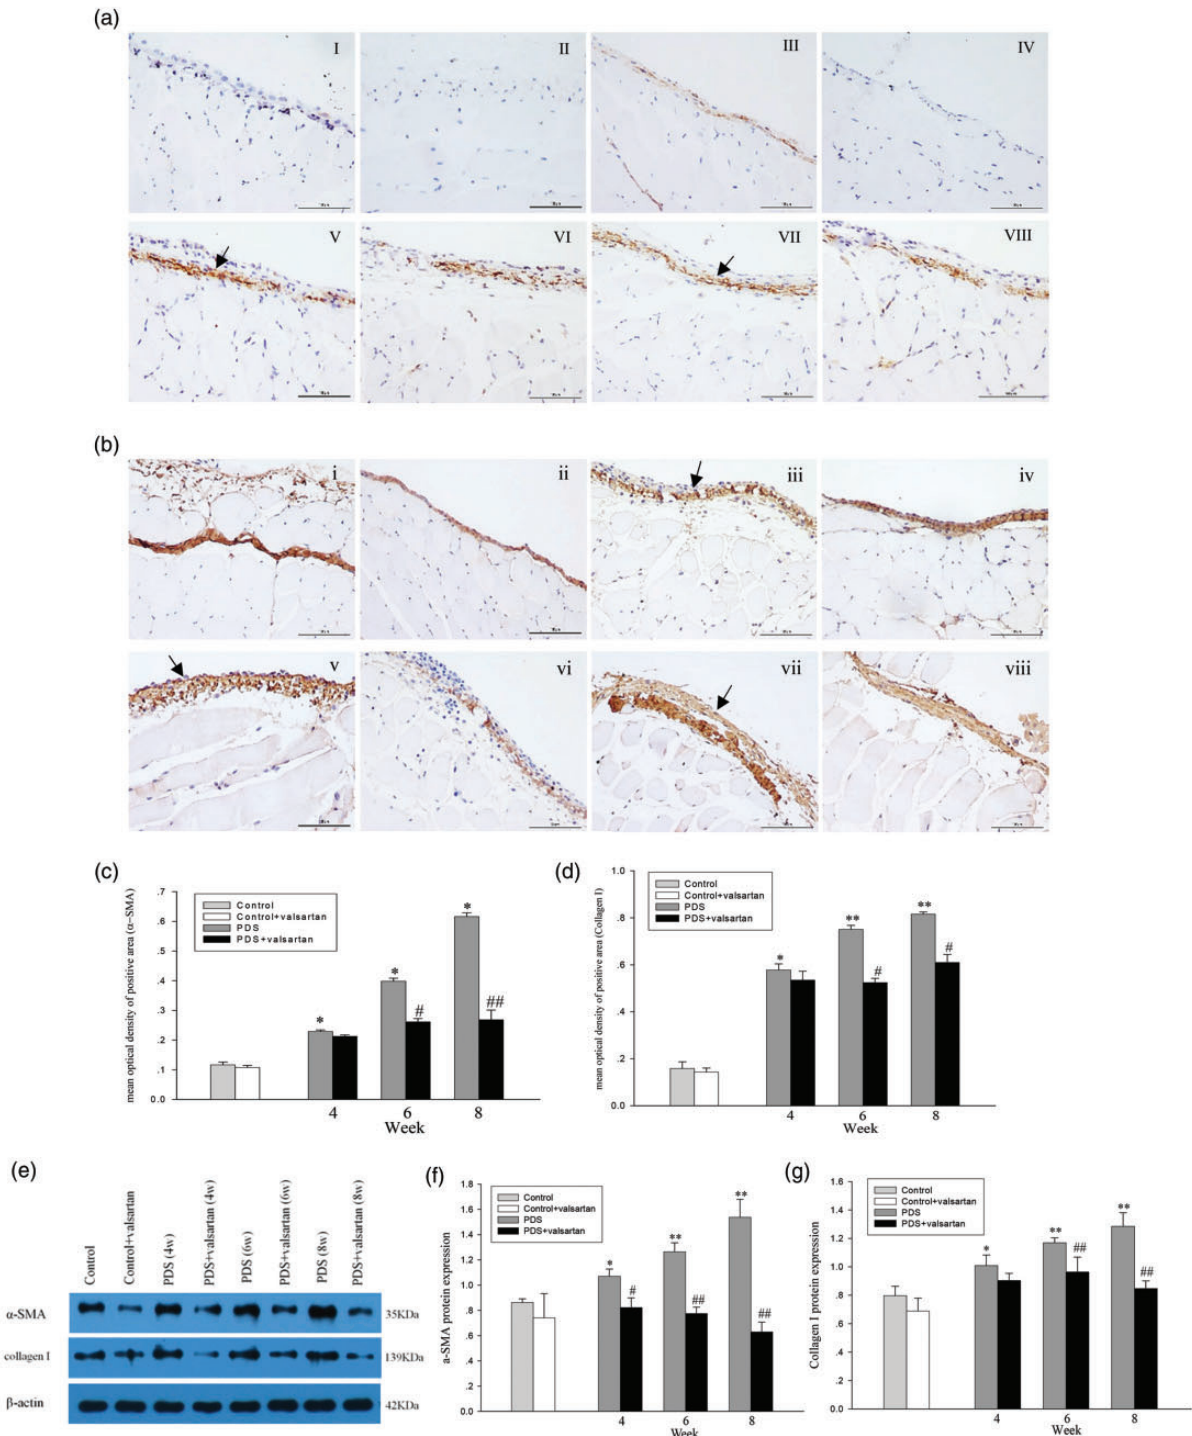 (a)
I
II
III
IV
V
VI
VII
VIII
(b)
i
ii
iii
iv
v
vi
vii
viii
(c)
mean optical density of positive area (α−SMA)
.7
.6
.5
.4
.3
.2
.1
0.0
Control
Control+valsartan
PDS
PDS+valsartan
*
*
#
*
##
4
6
8
Week
(d)
mean optical density of positive area (Collagen I)
1.0
.8
.6
.4
.2
0.0
Control
Control+valsartan
PDS
PDS+valsartan
*
**
#
**
#
4
6
8
Week
(e)
Control
Control+valsartan
PDS (4w)
PDS+valsartan (4w)
PDS (6w)
PDS+valsartan (6w)
PDS (8w)
PDS+valsartan (8w)
α-SMA
35KDa
collagen I
139KDa
β-actin
42KDa
(f)
a-SMA protein expression
1.8
1.6
1.4
1.2
1.0
.8
.6
.4
.2
0.0
Control
Control+valsartan
PDS
PDS+valsartan
*
#
**
##
**
##
4
6
8
Week
(g)
Collagen I protein expression
1.6
1.4
1.2
1.0
.8
.6
.4
.2
0.0
Control
Control+valsartan
PDS
PDS+valsartan
*
**
##
**
##
4
6
8
Week